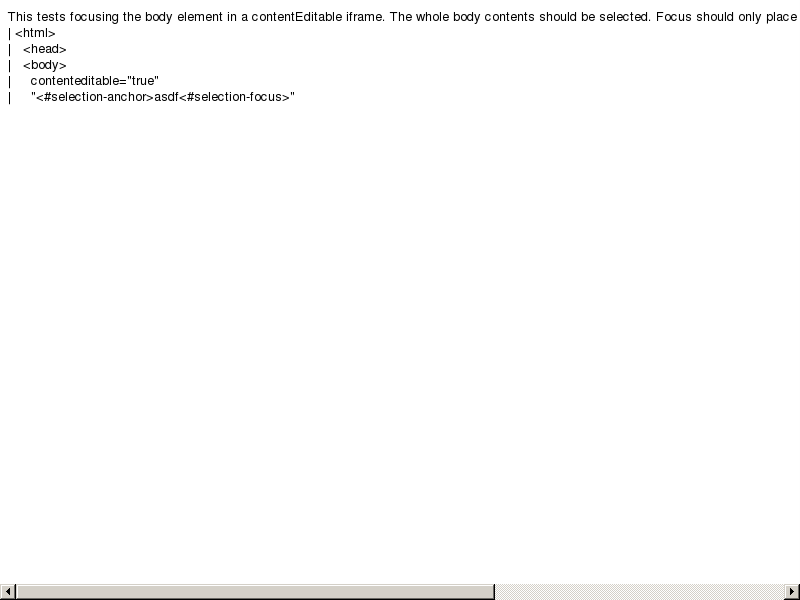 This tests focusing the body element in a contentEditable iframe. The whole body contents should be selected. Focus should only place
| <html>
|   <head>
|   <body>
|     contenteditable="true"
|     "<#selection-anchor>asdf<#selection-focus>"